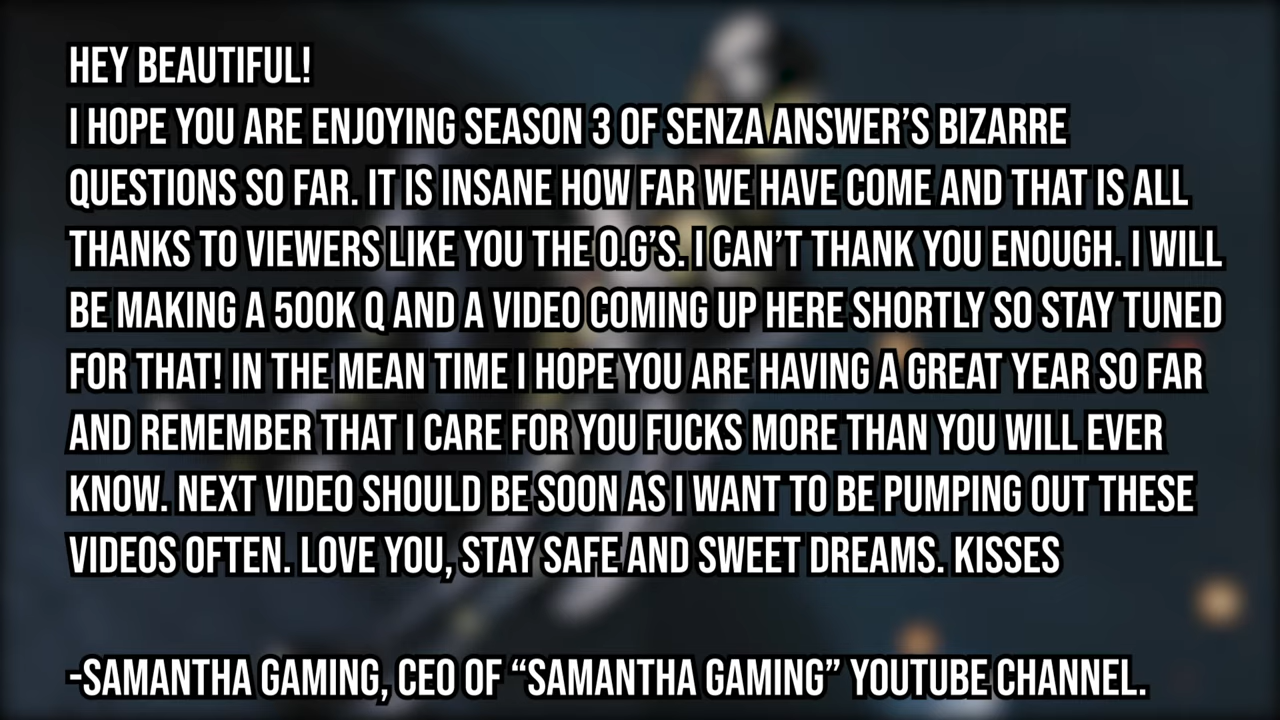 HEY BEAUTIFUL!
I HOPE YOU ARE ENJOYING SEASON 3 OF SENZA ANSWER’S BIZARRE
QUESTIONS SO FAR. IT IS INSANE HOW FAR WE HAVE COME AND THAT IS ALL
THANKS TO VIEWERS LIKE YOU THE O.G’S. I CAN’T THANK YOU ENOUGH. I WILL
BE MAKING A 500K Q AND A VIDEO COMING UP HERE SHORTLY SO STAY TUNED
FOR THAT! IN THE MEAN TIME I HOPE YOU ARE HAVING A GREAT YEAR SO FAR
AND REMEMBER THAT I CARE FOR YOU FUCKS MORE THAN YOU WILL EVER
KNOW. NEXT VIDEO SHOULD BE SOON AS I WANT TO BE PUMPING OUT THESE
VIDEOS OFTEN. LOVE YOU, STAY SAFE AND SWEET DREAMS. KISSES
-SAMANTHA GAMING, CEO OF “SAMANTHA GAMING” YOUTUBE CHANNEL.